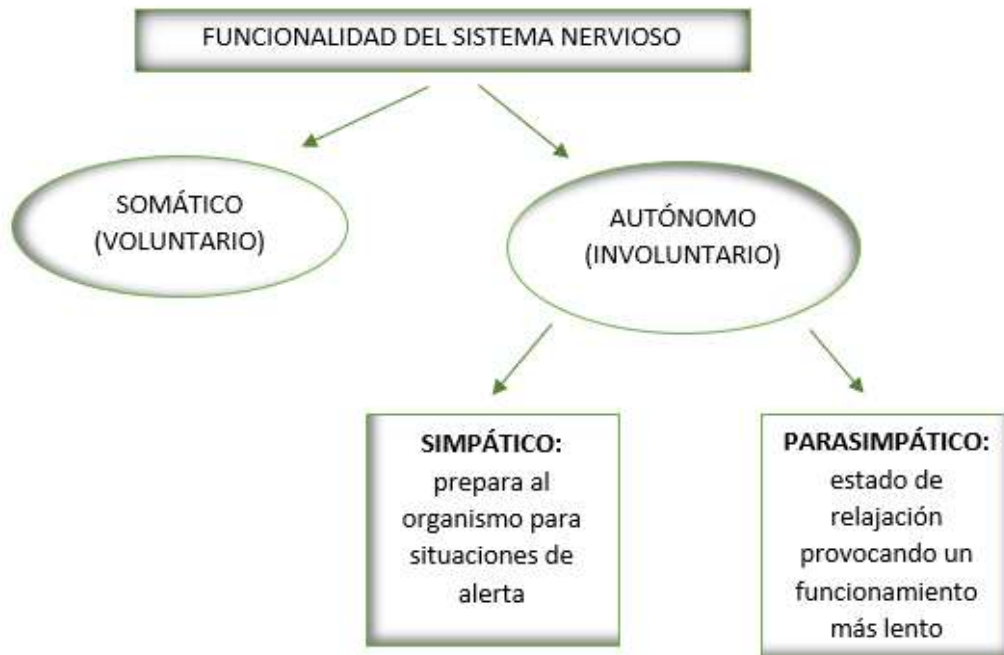 FUNCIONALIDAD DEL SISTEMA NERVIOSO
SOMÁTICO
(VOLUNTARIO)
AUTÓNOMO
(INVOLUNTARIO)
SIMPÁTICO:
prepara al
organismo para
situaciones de
alerta
PARASIMPÁTICO:
estado de
relajación
provocando un
funcionamiento
más lento